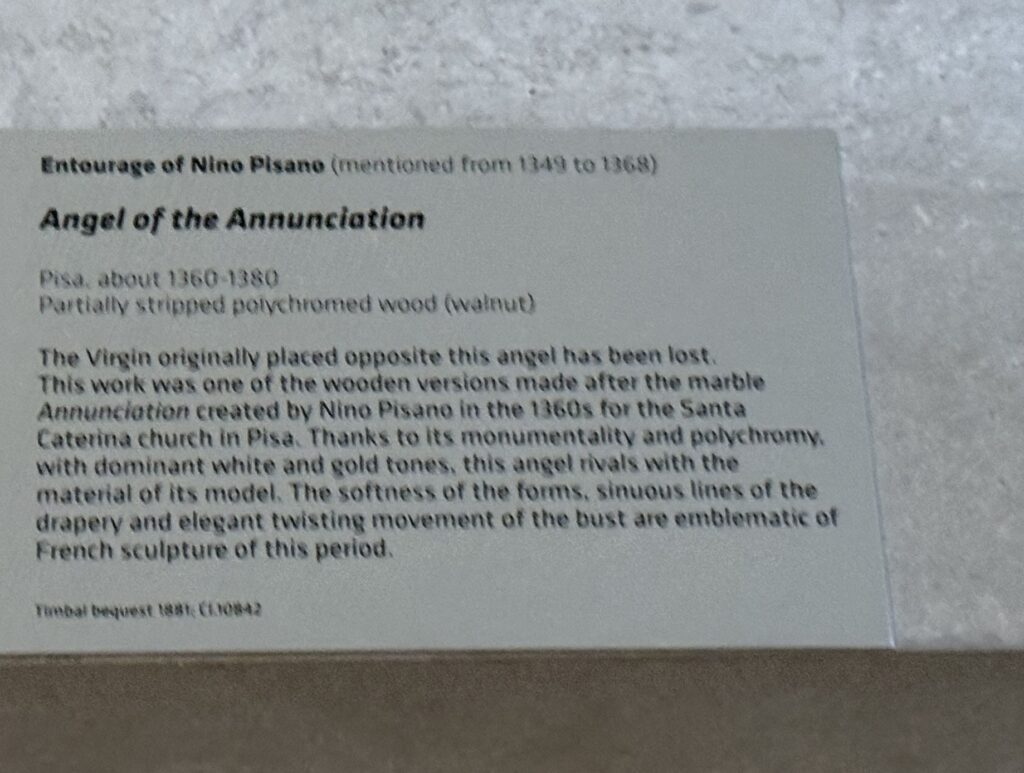 Entourage of Nino Pisano (mentioned from 1349 to 1368)
Angel of the Annunciation
Pisa, about 1360-1380
Partially stripped polychromed wood (walnut)
The Virgin originally placed opposite this angel has been lost.
This work was one of the wooden versions made after the marble
Annunciation created by Nino Pisano in the 1360s for the Santa
Caterina church in Pisa. Thanks to its monumentality and polychromy,
with dominant white and gold tones, this angel rivals with the
material of its model. The softness of the forms, sinuous lines of the
drapery and elegant twisting movement of the bust are emblematic of
French sculpture of this period.
Timbal bequest 1881; Cl.10842